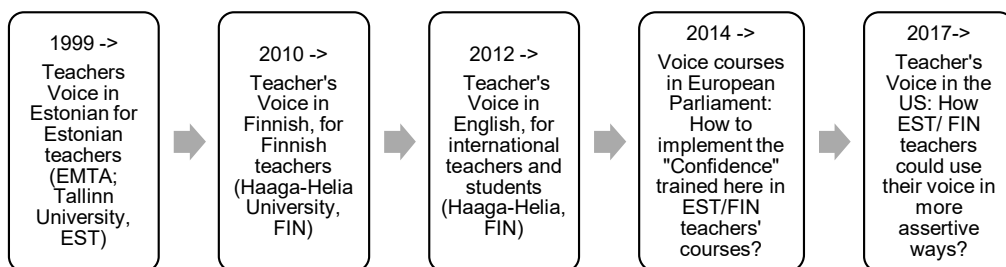 1999 ->
Teachers
Voice in
Estonian for
Estonian
teachers
(EMTA;
Tallinn
University,
EST)
2010 ->
Teacher's
Voice in
Finnish, for
Finnish
teachers
(Haaga-Helia
University,
FIN)
2012 ->
Teacher's
Voice in
English, for
international
teachers and
students
(Haaga-Helia,
FIN)
2014 ->
Voice courses
in European
Parliament:
How to
implement the
"Confidence"
trained here in
EST/FIN
teachers'
courses?
2017->
Teacher's
Voice in the
US: How
EST/ FIN
teachers
could use
their voice in
more
assertive
ways?